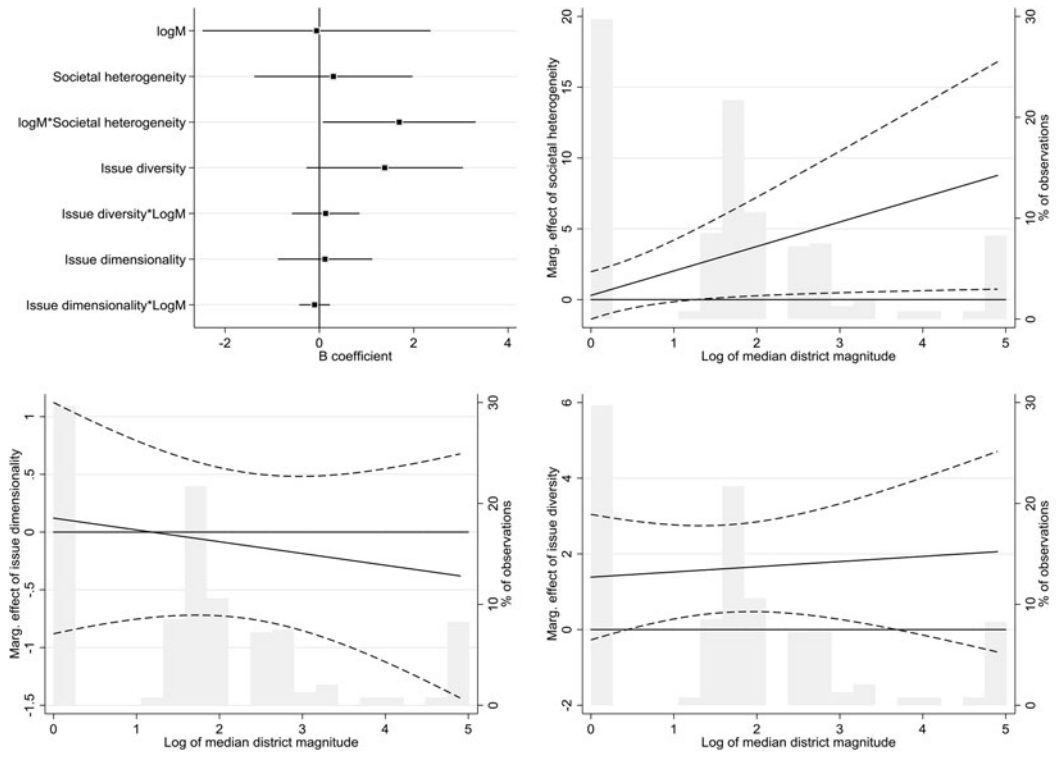 logM
Societal heterogeneity
logM*Societal heterogeneity
Issue diversity
Issue diversity*LogM
Issue dimensionality
Issue dimensionality*LogM
-2 0 2 4
B coefficient
Marg. effect of societal heterogeneity
20
15
10
5
0
% of observations
30
20
10
0
0 1 2 3 4 5
Log of median district magnitude
Marg. effect of issue dimensionality
1
.5
0
-.5
-1
-1.5
% of observations
30
20
10
0
0 1 2 3 4 5
Log of median district magnitude
Marg. effect of issue diversity
6
4
2
0
-2
% of observations
30
20
10
0
0 1 2 3 4 5
Log of median district magnitude